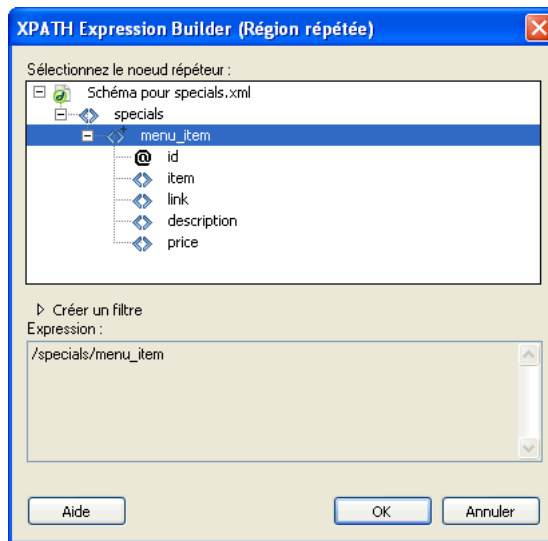 XPATH Expression Builder (Région répétée)
Sélectionnez le noeud répéteur :
Schéma pour specials.xml
specials
menu_item
@ id
item
link
description
price
Créer un filtre
Expression :
/specials/menu_item
Aide
OK
Annuler